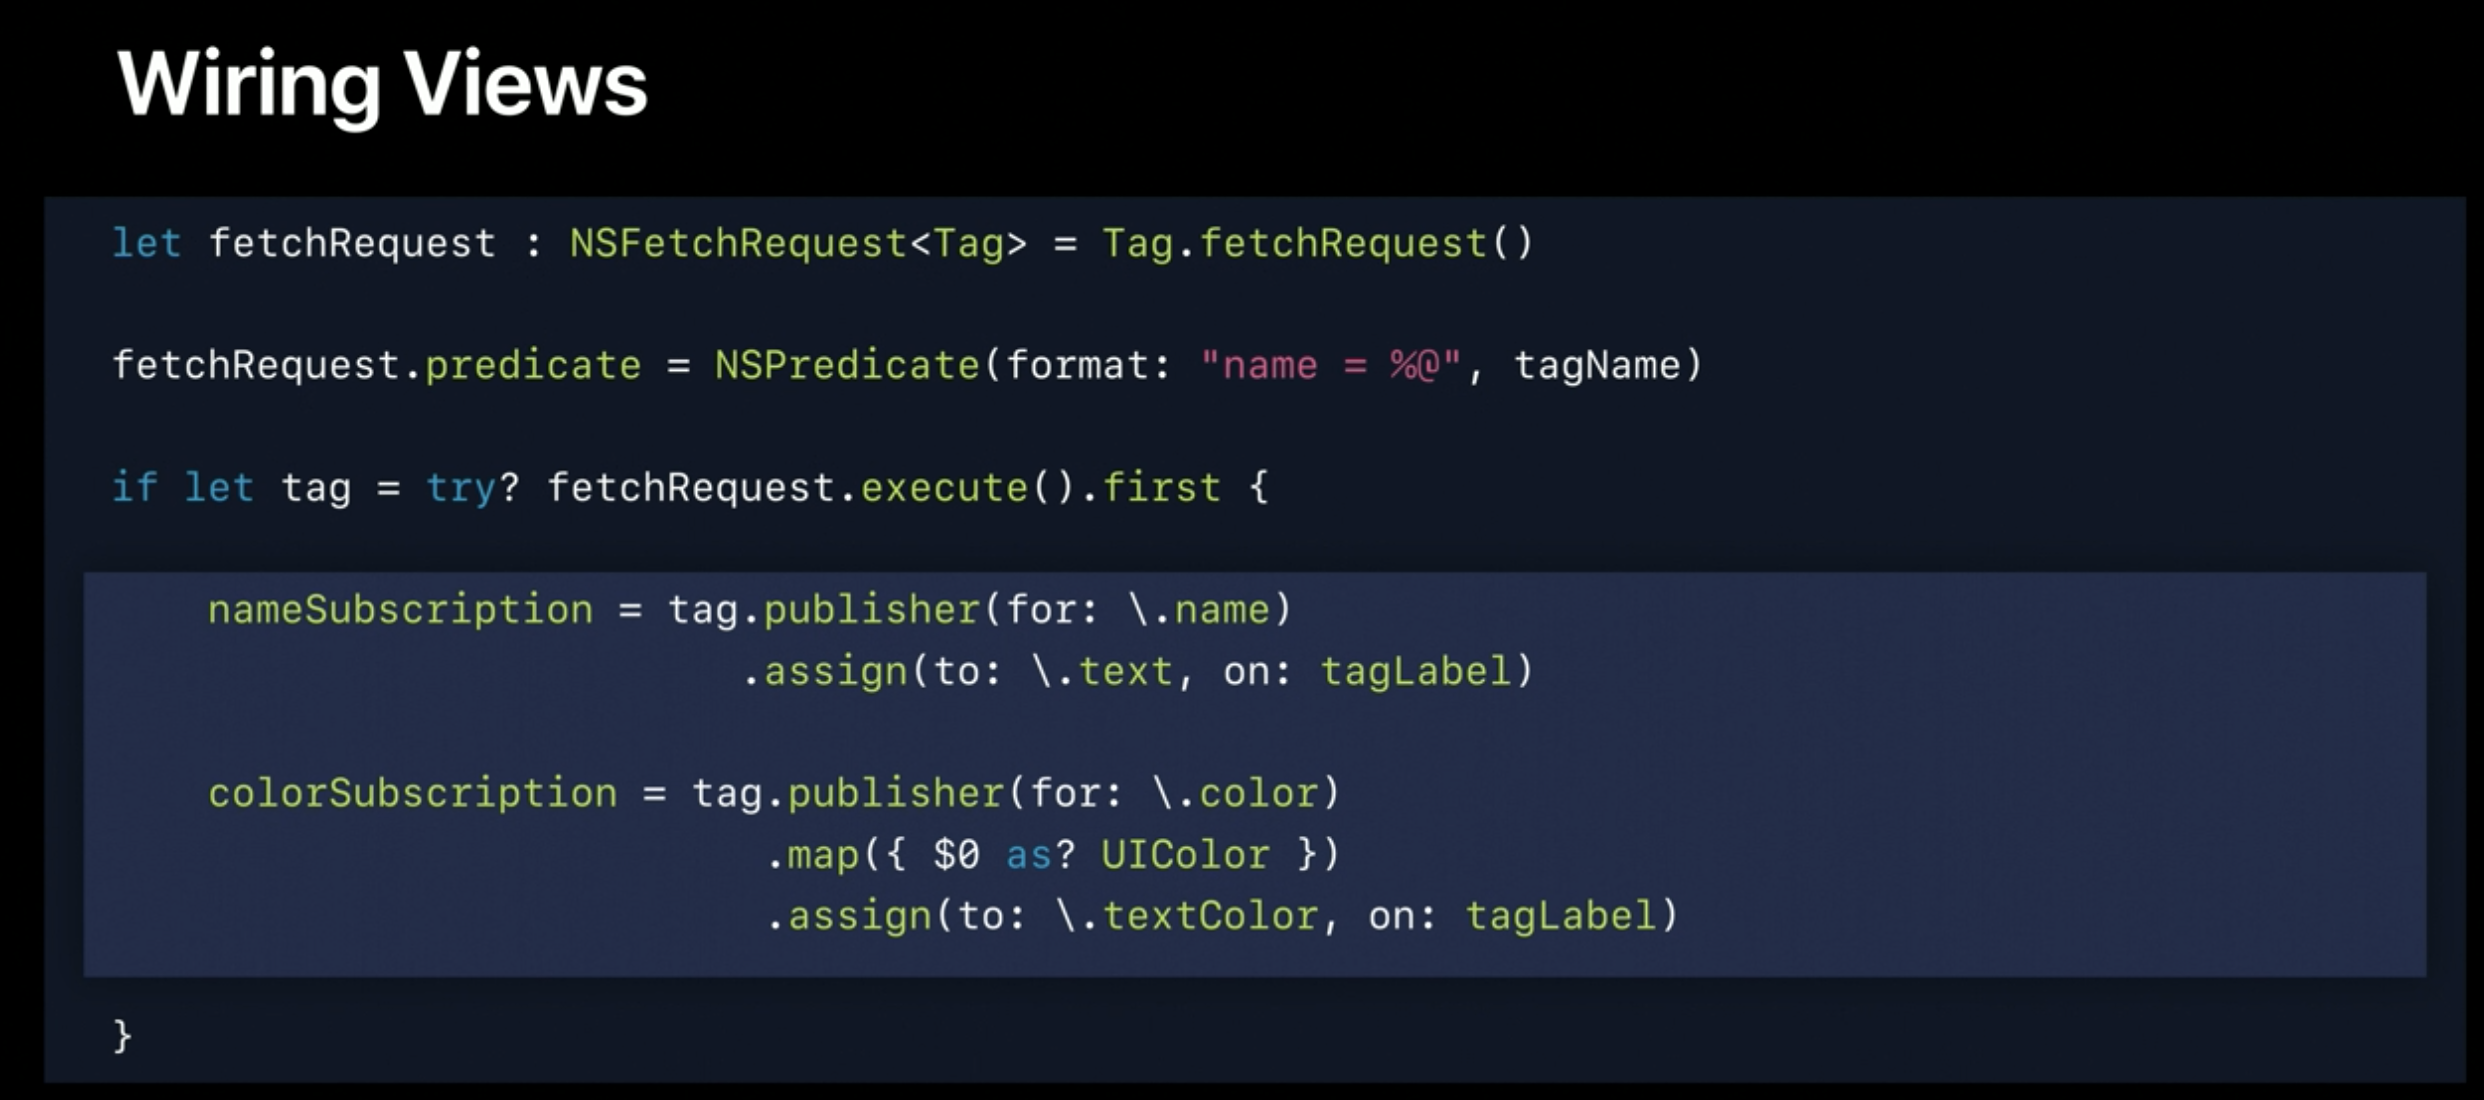 Wiring Views
let fetchRequest : NSFetchRequest<Tag> = Tag.fetchRequest()
fetchRequest.predicate = NSPredicate(format: "name = %@", tagName)
if let tag = try? fetchRequest.execute().first {
nameSubscription = tag.publisher(for: \.name)
.assign(to: \.text, on: tagLabel)
colorSubscription = tag.publisher(for: \.color)
.map({ $0 as? UIColor })
.assign(to: \.textColor, on: tagLabel)
}